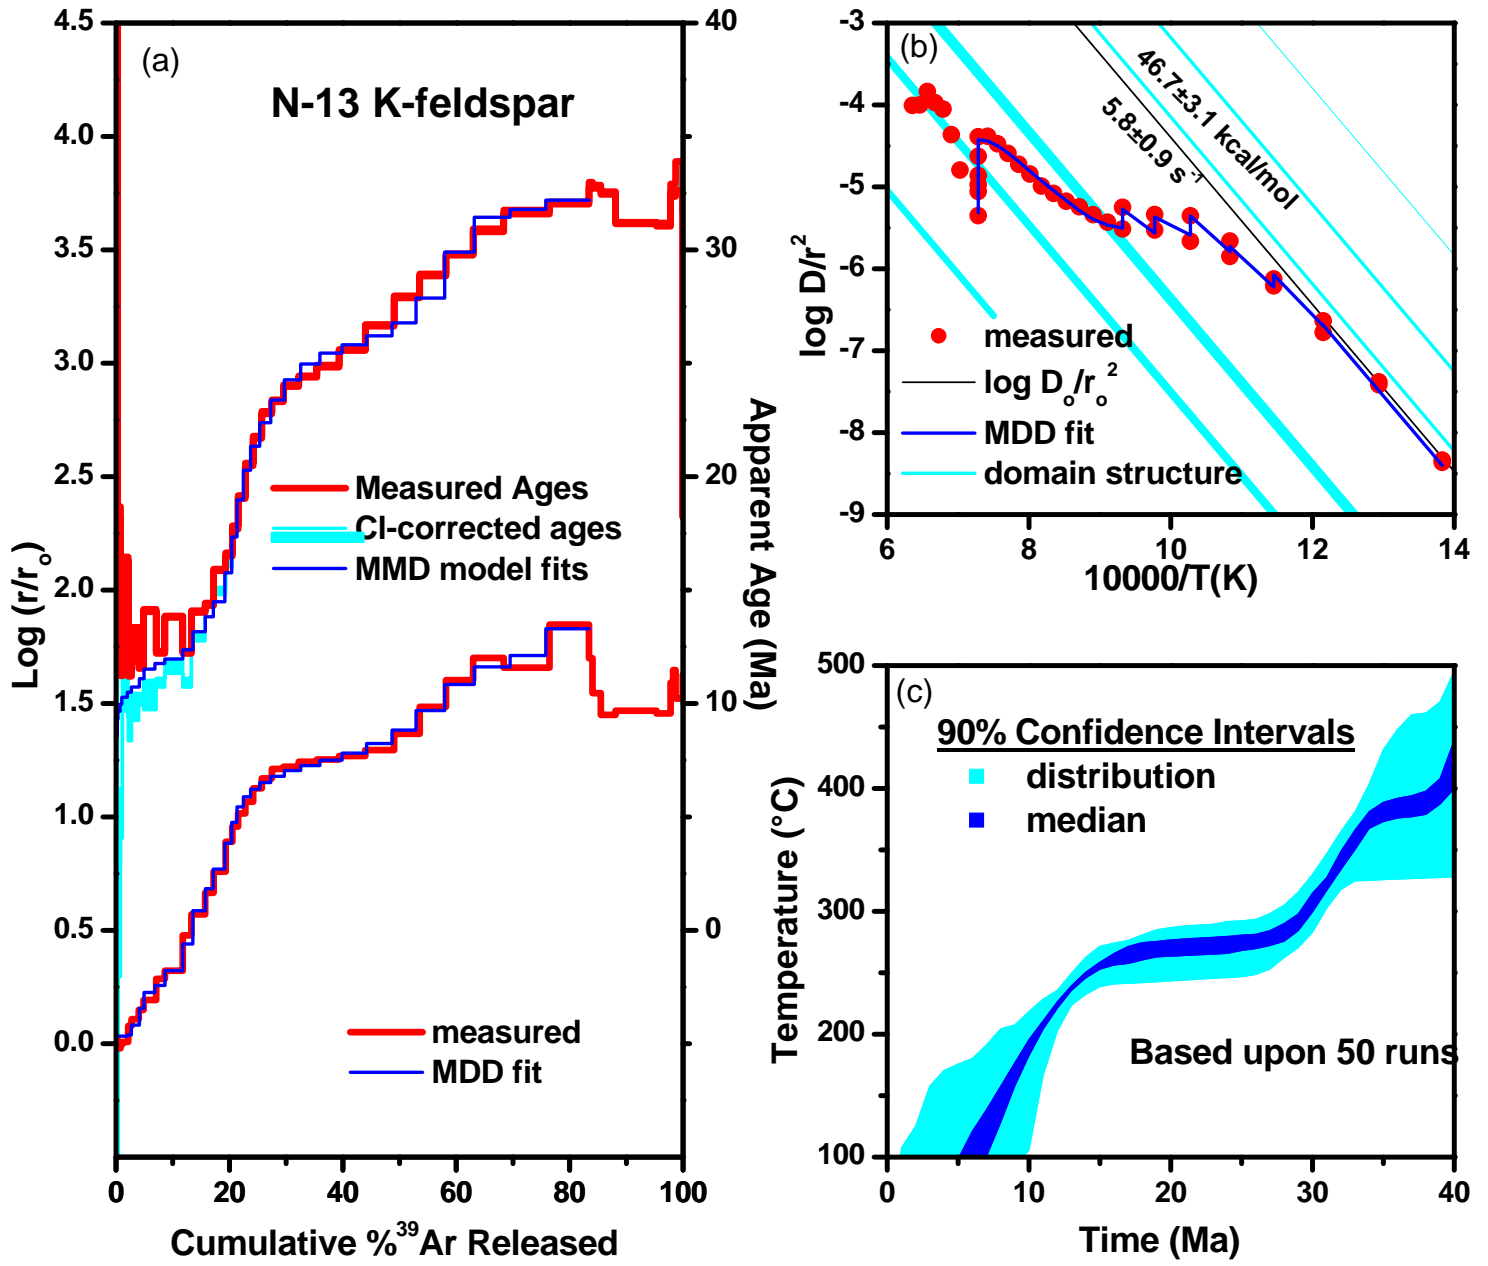 (a)
N-13 K-feldspar
4.5
4.0
3.5
3.0
2.5
2.0
1.5
1.0
0.5
0.0
Log (r/r_o)
40
30
20
10
0
Apparent Age (Ma)
Measured Ages
Cl-corrected ages
MMD model fits
measured
MDD fit
0 20 40 60 80 100
Cumulative %³⁹Ar Released
(b)
-3
-4
-5
-6
-7
-8
-9
log D/r²
46.7±3.1 kcal/mol
5.8±0.9 s⁻¹
measured
log D_o/r_o²
MDD fit
domain structure
6 8 10 12 14
10000/T(K)
(c)
500
400
300
200
100
Temperature (°C)
90% Confidence Intervals
distribution
median
Based upon 50 runs
0 10 20 30 40
Time (Ma)